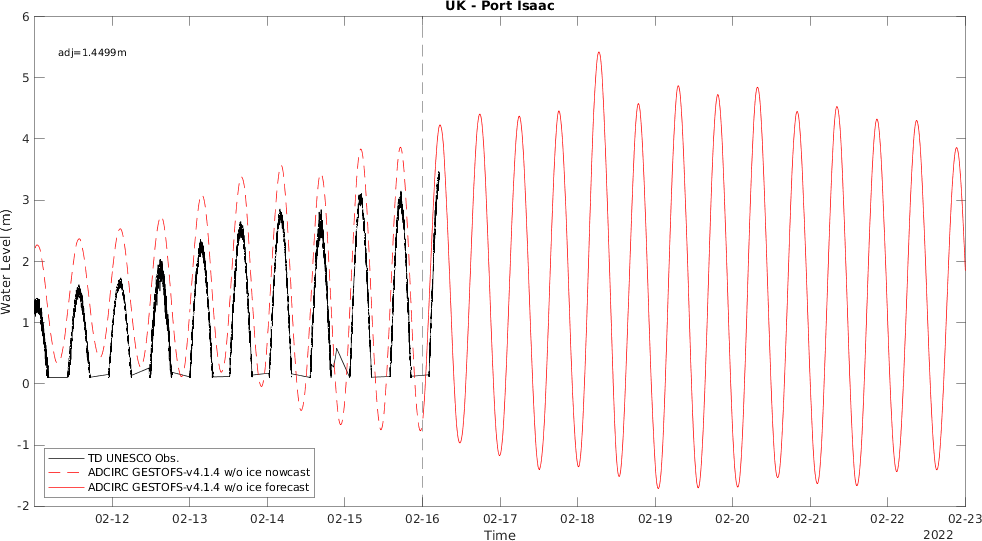 UK - Port Isaac
adj=1.4499m
6
5
4
3
2
1
0
-1
-2
Water Level (m)
TD UNESCO Obs.
ADCIRC GESTOFS-v4.1.4 w/o ice nowcast
ADCIRC GESTOFS-v4.1.4 w/o ice forecast
02-12 02-13 02-14 02-15 02-16 02-17 02-18 02-19 02-20 02-21 02-22 02-23
Time
2022